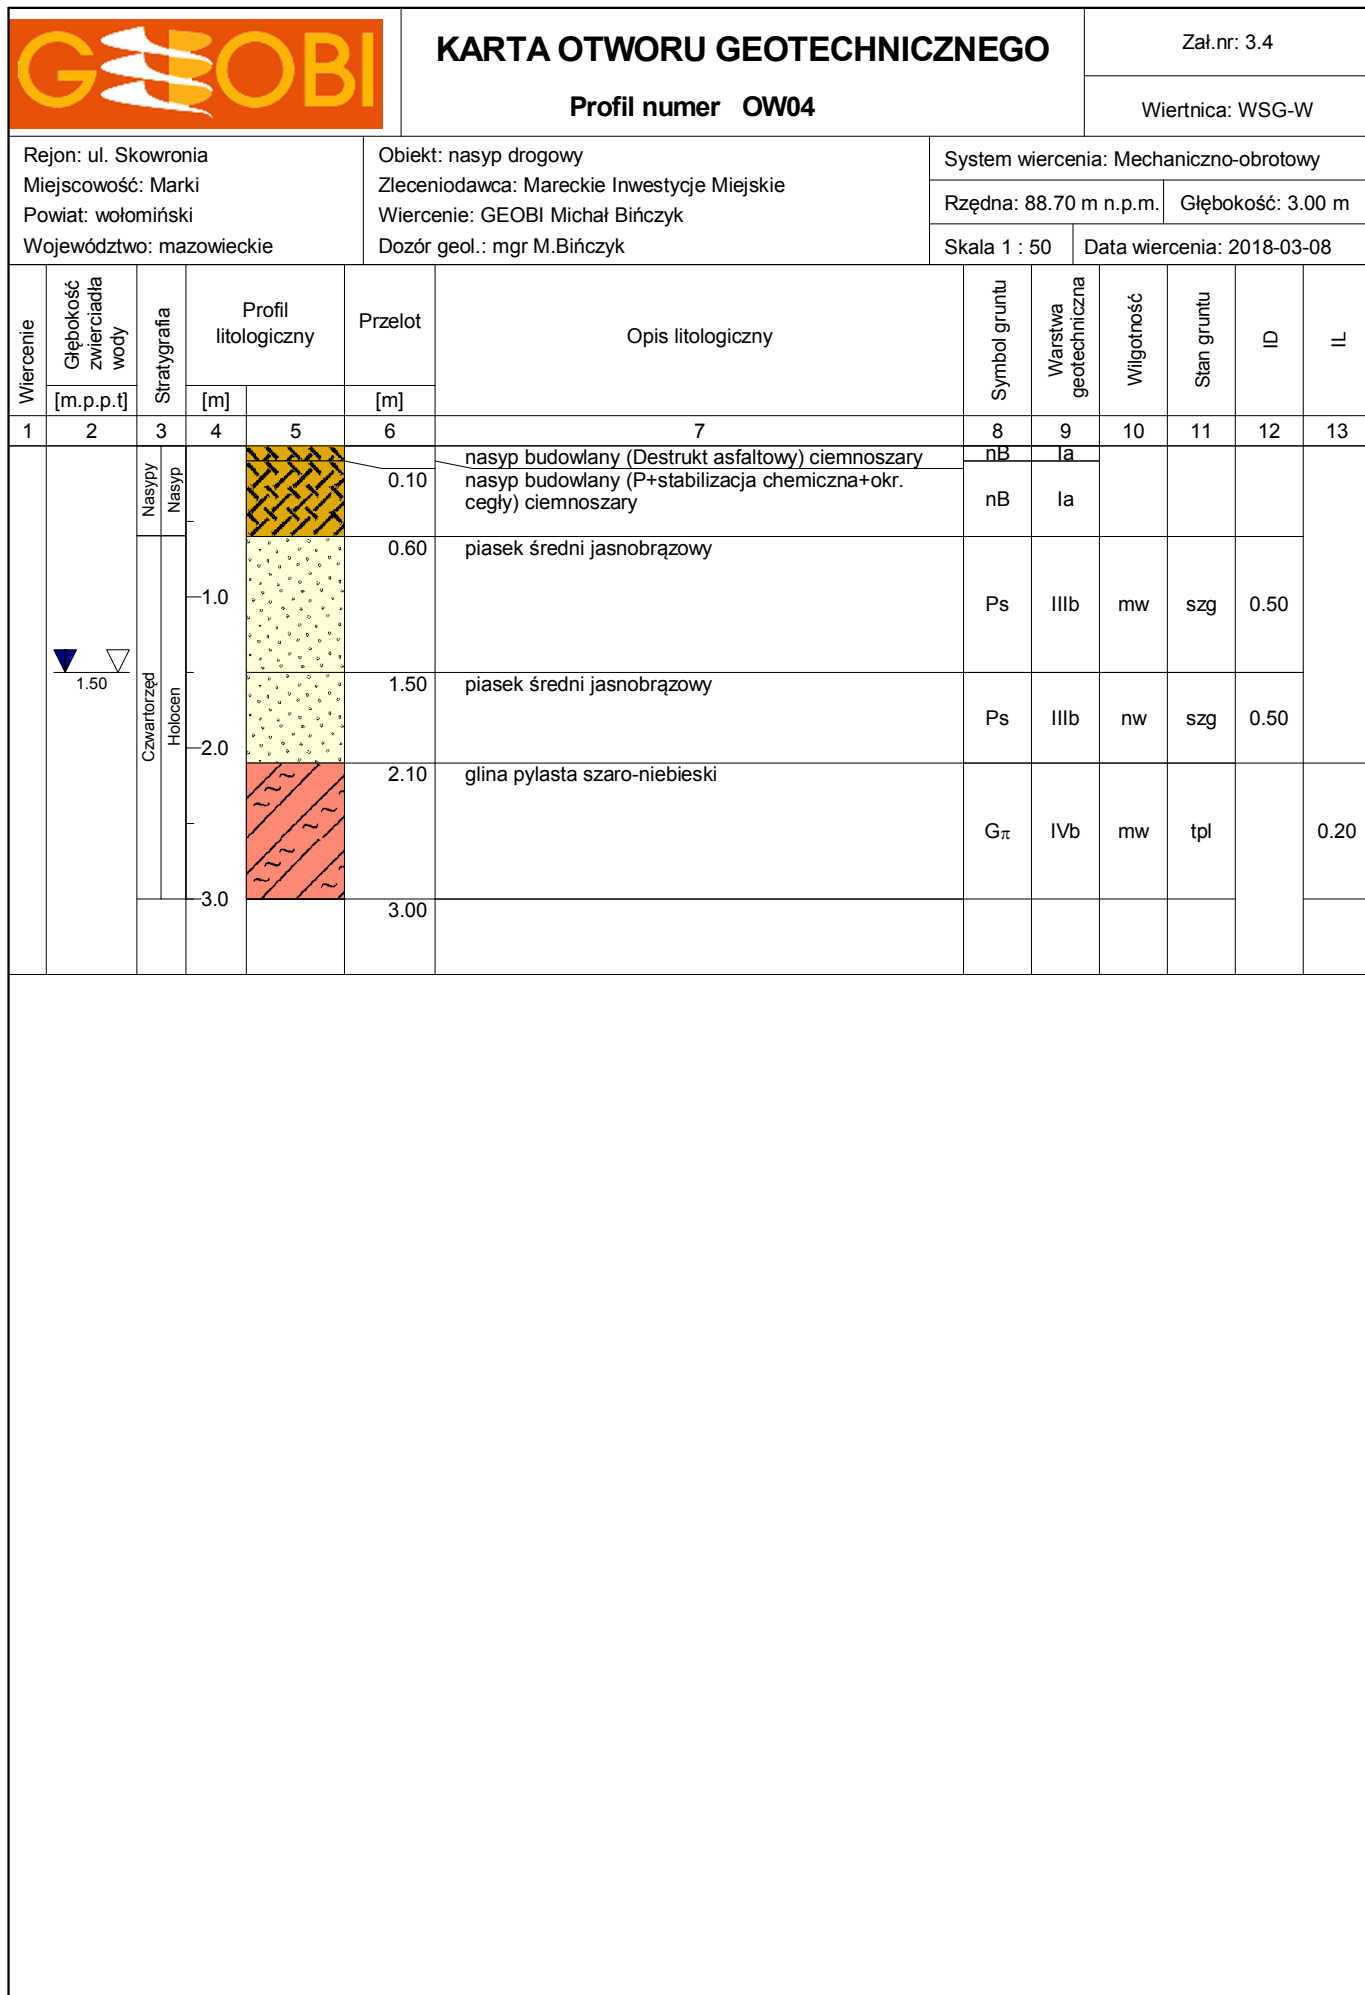 GEOBI
KARTA OTWORU GEOTECHNICZNEGO
Profil numer OW04
Zał.nr: 3.4
Wiertnica: WSG-W
Rejon: ul. Skowronia
Miejscowość: Marki
Powiat: wołomiński
Województwo: mazowieckie
Obiekt: nasyp drogowy
Zleceniodawca: Mareckie Inwestycje Miejskie
Wiercenie: GEOBI Michał Bińczyk
Dozór geol.: mgr M.Bińczyk
System wiercenia: Mechaniczno-obrotowy
Rzędna: 88.70 m n.p.m. Głębokość: 3.00 m
Skala 1 : 50 Data wiercenia: 2018-03-08
Wiercenie
Głębokość
zwierciadła
wody
[m.p.p.t]
Stratygrafia
Profil
litologiczny
[m]
Przelot
[m]
Opis litologiczny
Symbol gruntu
Warstwa
geotechniczna
Wilgotność
Stan gruntu
ID
IL
1 2 3 4 5 6 7 8 9 10 11 12 13
Nasypy
Nasyp
nasyp budowlany (Destrukt asfaltowy) ciemnoszary nB Ia
0.10 nasyp budowlany (P+stabilizacja chemiczna+okr.
cegły) ciemnoszary nB Ia
0.60 piasek średni jasnobrązowy
1.0 Ps IIIb mw szg 0.50
1.50
Czwartorzęd
Holocen
1.50 piasek średni jasnobrązowy
Ps IIIb nw szg 0.50
2.0
2.10 glina pylasta szaro-niebieski
Gπ IVb mw tpl 0.20
3.0
3.00